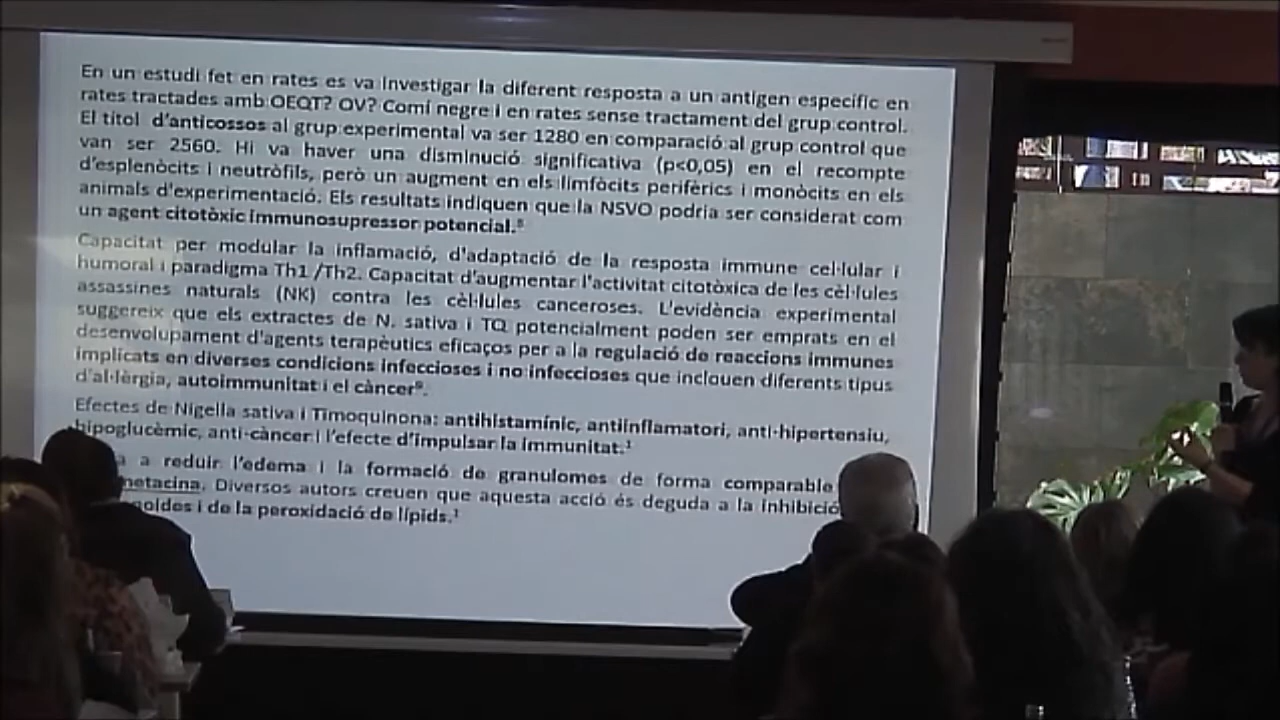 En un estudi fet en rates es va investigar la diferent resposta a un antigen específic en
rates tractades amb OEQT? OV? Comí negre i en rates sense tractament del grup control.
El títol d'anticossos al grup experimental va ser 1280 en comparació al grup control que
van ser 2560. Hi va haver una disminució significativa (p<0,05) en el recompte
d'esplenòcits i neutròfils, però un augment en els limfòcits perifèrics i monòcits en els
animals d'experimentació. Els resultats indiquen que la NSVO podria ser considerat com
un agent citotòxic immunosupressor potencial.
Capacitat per modular la inflamació, d'adaptació de la resposta immune cel·lular i
humoral i paradigma Th1 /Th2. Capacitat d'augmentar l'activitat citotòxica de les cèl·lules
assassines naturals (NK) contra les cèl·lules canceroses. L'evidència experimental
suggereix que els extractes de N. sativa i TQ potencialment poden ser emprats en el
desenvolupament d'agents terapèutics eficaços per a la regulació de reaccions immunes
implicats en diverses condicions infeccioses i no infeccioses que inclouen diferents tipus
d'al·lèrgia, autoimmunitat i el càncer⁹.
Efectes de Nigella sativa i Timoquinona: antihistamínic, antiinflamatori, anti-hipertensiu,
hipoglucèmic, anti-càncer i l'efecte d'impulsar la immunitat.¹
a reduir l'edema i la formació de granulomes de forma comparable
metacina. Diversos autors creuen que aquesta acció és deguda a la inhibició
noides i de la peroxidació de lípids.¹